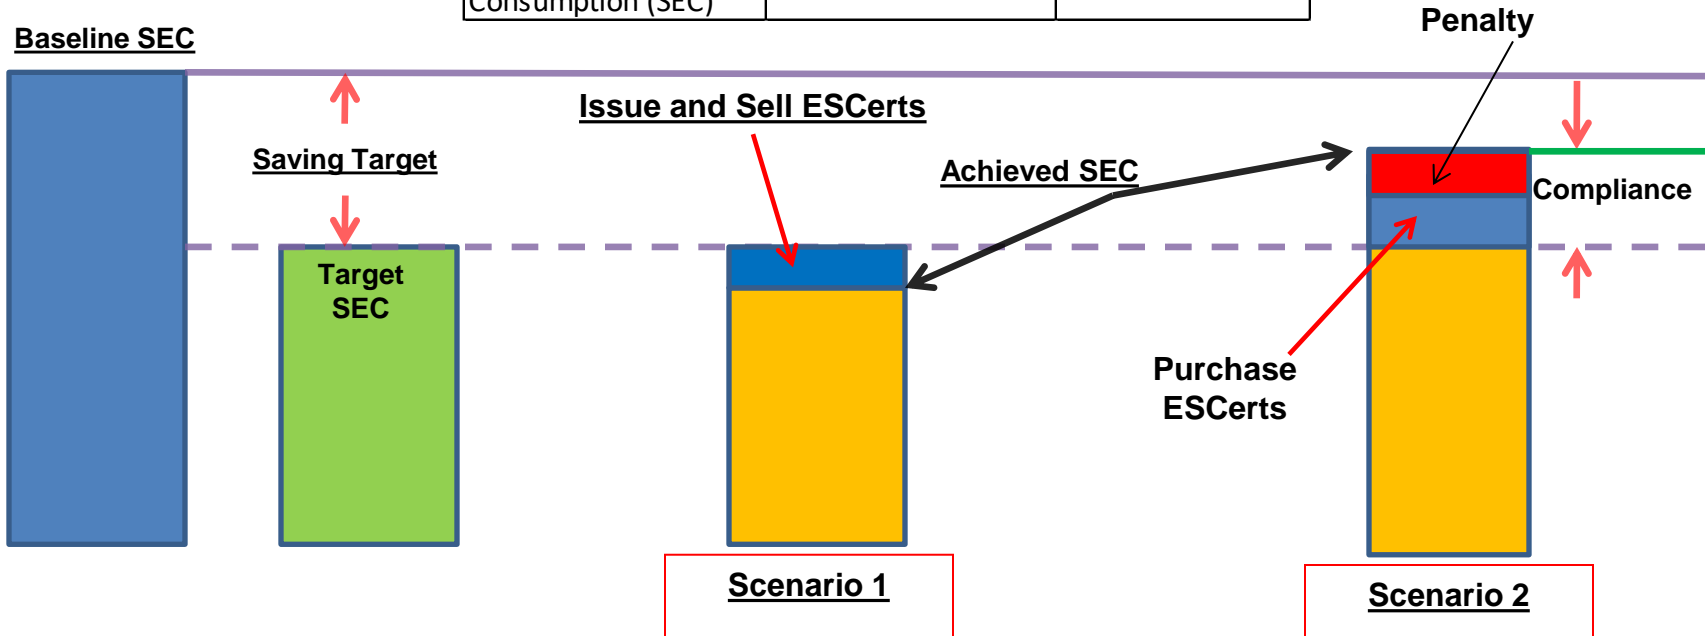 Consumption (SEC)
Penalty
Baseline SEC
Issue and Sell ESCerts
Saving Target
Achieved SEC
Compliance
Target
SEC
Purchase
ESCerts
Scenario 1
Scenario 2